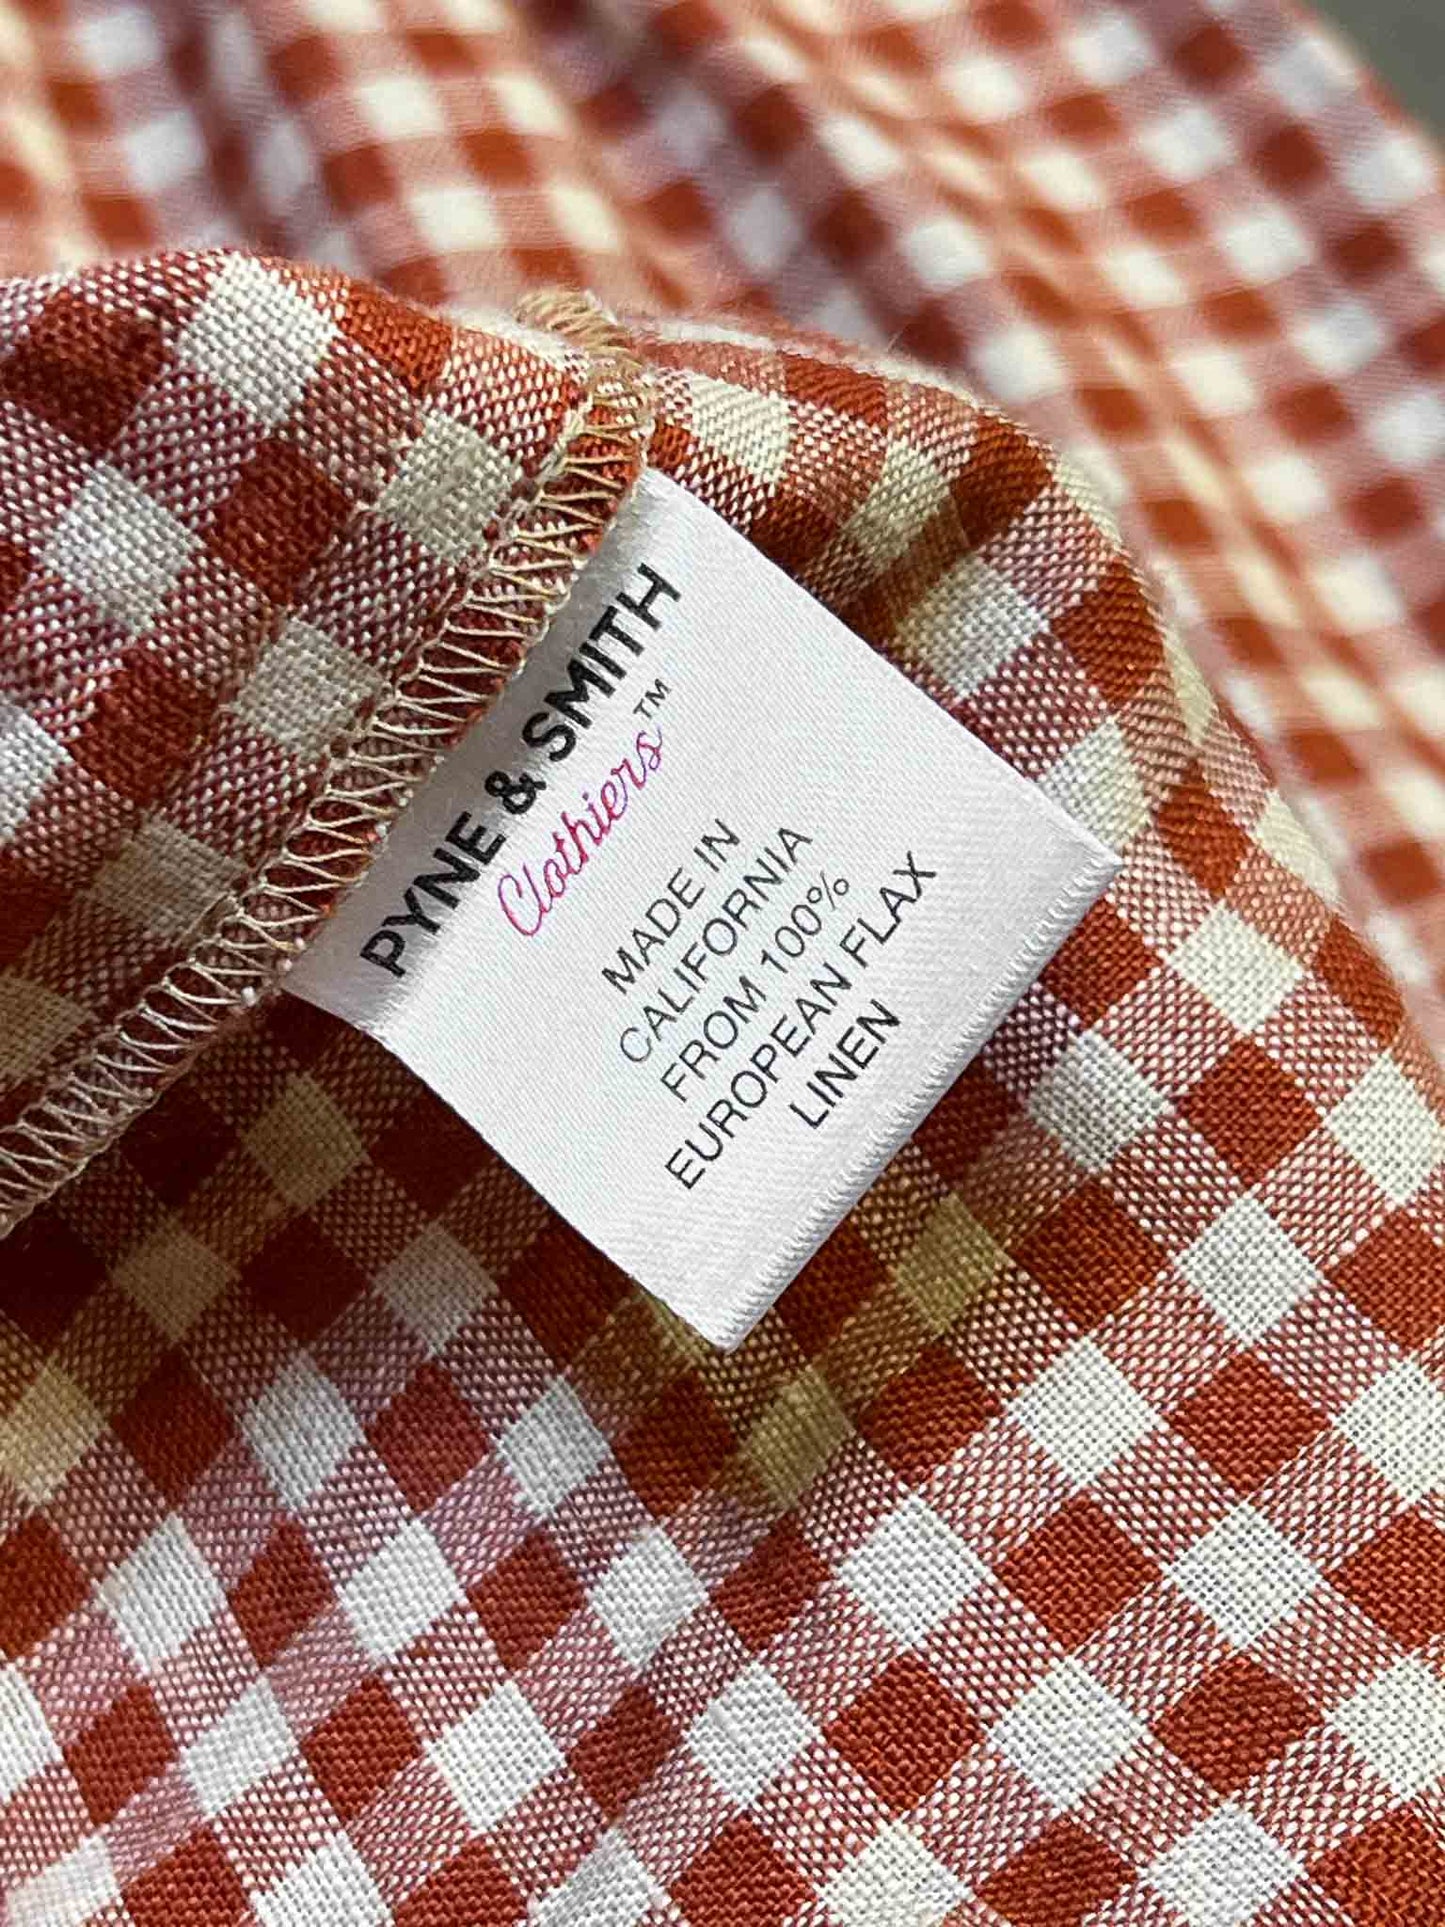 PYNE & SMITH
Clothiers™
MADE IN
CALIFORNIA
FROM 100%
EUROPEAN FLAX
LINEN